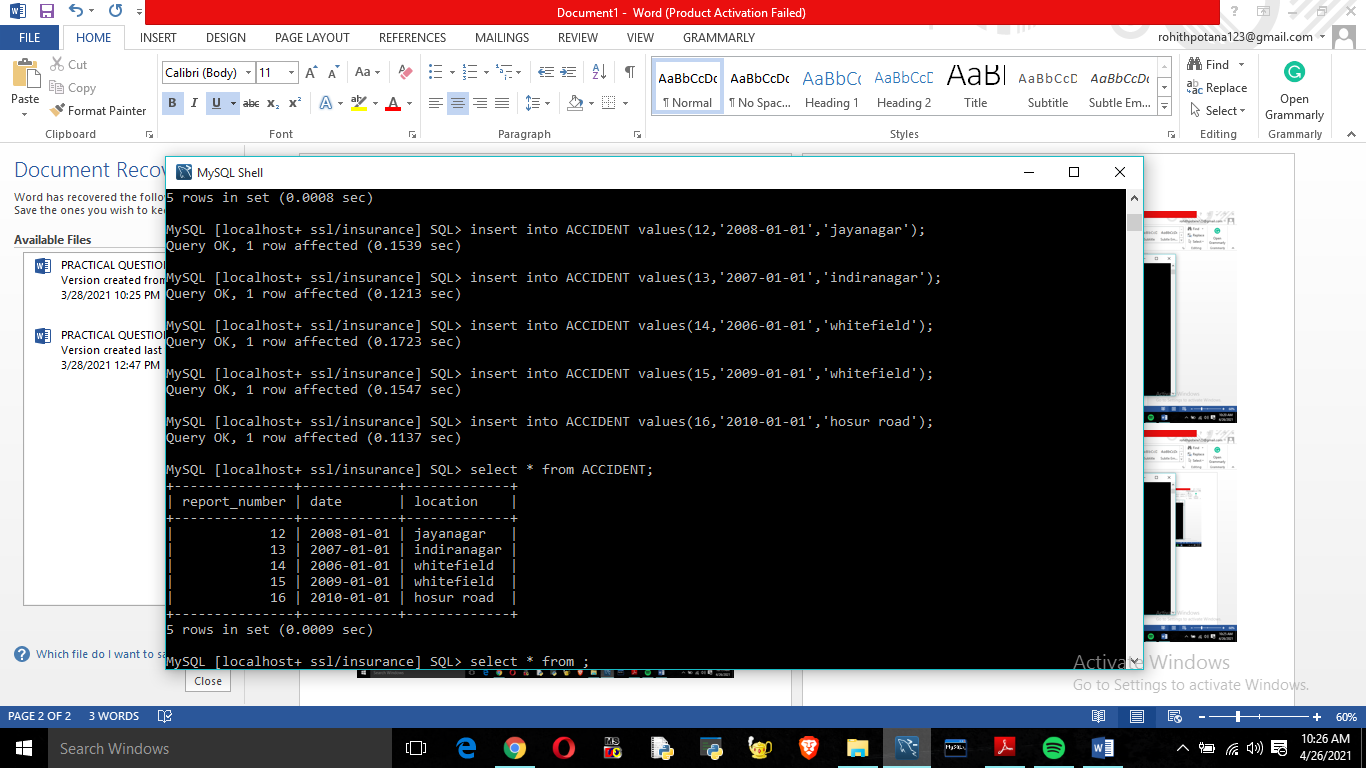 Document1 - Word (Product Activation Failed)
FILE HOME INSERT DESIGN PAGE LAYOUT REFERENCES MAILINGS REVIEW VIEW GRAMMARLY
rohithpotana123@gmail.com
Paste
Cut
Copy
Format Painter
Clipboard
Calibri (Body) 11
Font
Paragraph
AaBbCcDc AaBbCcDc AaBbCc AaBbCcD AaB AaBbCcD AaBbCcDc
¶ Normal ¶ No Spac... Heading 1 Heading 2 Title Subtitle Subtle Em...
Styles
Find
Replace
Select
Editing
Open
Grammarly
Grammarly
Document Reco
Word has recovered the follo
Save the ones you wish to ke
Available Files
PRACTICAL QUESTIO
Version created from
3/28/2021 10:25 PM
PRACTICAL QUESTIO
Version created last
3/28/2021 12:47 PM
Which file do I want to sa
Close
MySQL Shell
5 rows in set (0.0008 sec)
MySQL [localhost+ ssl/insurance] SQL> insert into ACCIDENT values(12,'2008-01-01','jayanagar');
Query OK, 1 row affected (0.1539 sec)
MySQL [localhost+ ssl/insurance] SQL> insert into ACCIDENT values(13,'2007-01-01','indiranagar');
Query OK, 1 row affected (0.1213 sec)
MySQL [localhost+ ssl/insurance] SQL> insert into ACCIDENT values(14,'2006-01-01','whitefield');
Query OK, 1 row affected (0.1723 sec)
MySQL [localhost+ ssl/insurance] SQL> insert into ACCIDENT values(15,'2009-01-01','whitefield');
Query OK, 1 row affected (0.1547 sec)
MySQL [localhost+ ssl/insurance] SQL> insert into ACCIDENT values(16,'2010-01-01','hosur road');
Query OK, 1 row affected (0.1137 sec)
MySQL [localhost+ ssl/insurance] SQL> select * from ACCIDENT;
+---------------+------------+-------------+
| report_number | date | location |
+---------------+------------+-------------+
| 12 | 2008-01-01 | jayanagar |
| 13 | 2007-01-01 | indiranagar |
| 14 | 2006-01-01 | whitefield |
| 15 | 2009-01-01 | whitefield |
| 16 | 2010-01-01 | hosur road |
+---------------+------------+-------------+
5 rows in set (0.0009 sec)
MySQL [localhost+ ssl/insurance] SQL> select * from ;
Activate Windows
Go to Settings to activate Windows.
PAGE 2 OF 2 3 WORDS
60%
Search Windows
10:26 AM
4/26/2021